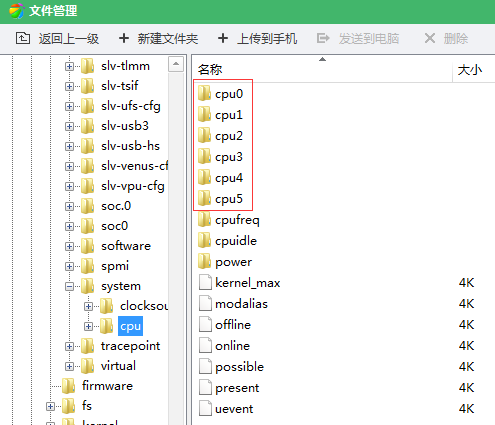 文件管理
返回上一级 新建文件夹 上传到手机 发送到电脑 删除
slv-tlmm
slv-tsif
slv-ufs-cfg
slv-usb3
slv-usb-hs
slv-venus-cf
slv-vpu-cfg
soc.0
soc0
software
spmi
system
clocksou
cpu
tracepoint
virtual
firmware
fs
名称 大小
cpu0
cpu1
cpu2
cpu3
cpu4
cpu5
cpufreq
cpuidle
power
kernel_max 4K
modalias 4K
offline 4K
online 4K
possible 4K
present 4K
uevent 4K